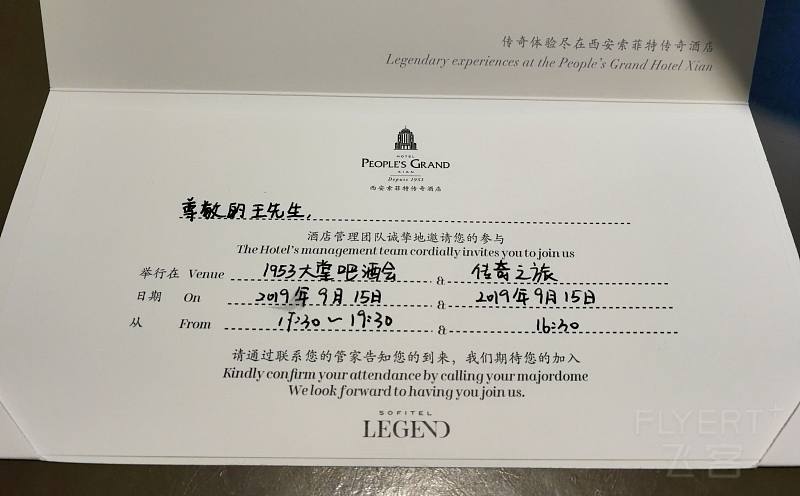 传奇体验尽在西安索菲特传奇酒店
Legendary experiences at the People's Grand Hotel Xian
HOTEL
PEOPLE'S GRAND
XIAN
Depuis 1953
西安索菲特传奇酒店
尊敬的王先生,
酒店管理团队诚挚地邀请您的参与
The Hotel's management team cordially invites you to join us
举行在 Venue 1953大堂吧酒会 & 传奇之旅
日期 On 2019年9月15日 & 2019年9月15日
从 From 17:30~19:30 & 16:30
请通过联系您的管家告知您的到来，我们期待您的加入
Kindly confirm your attendance by calling your majordome
We look forward to having you join us.
SOFITEL
LEGEND
FLYERT+
飞客